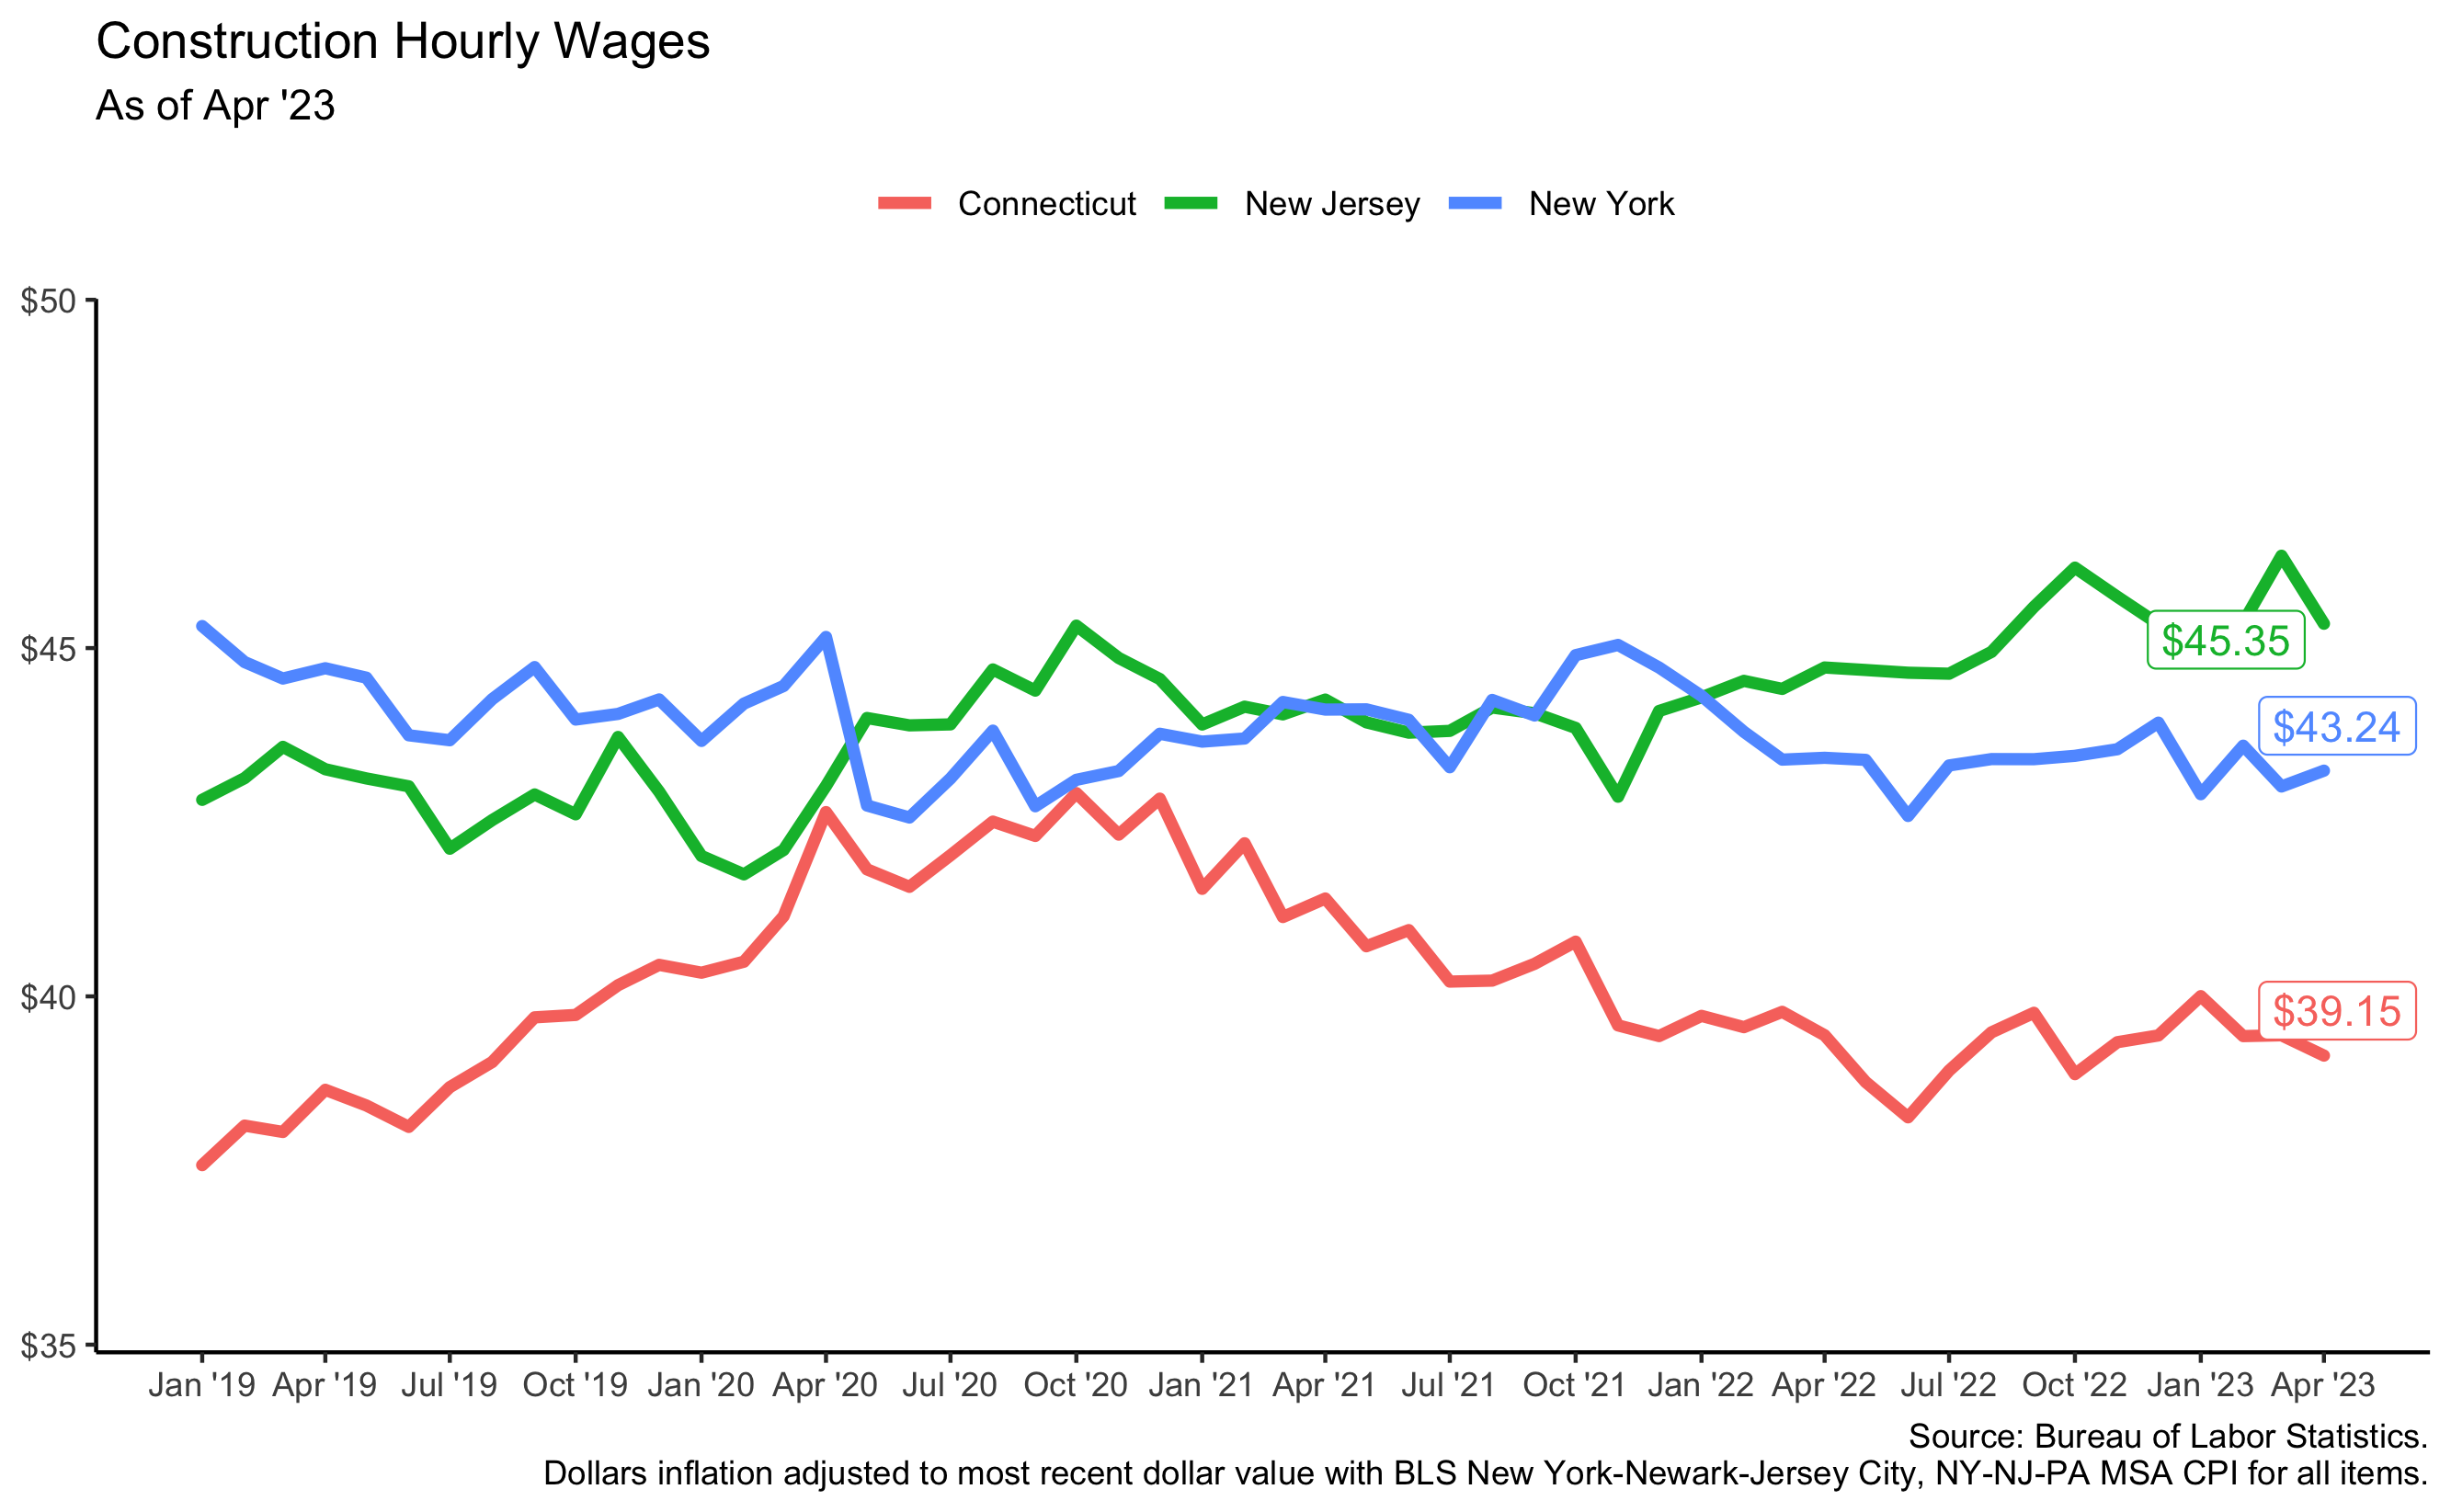 Construction Hourly Wages
As of Apr '23
Connecticut New Jersey New York
$50
$45
$40
$35
$45.35
$43.24
$39.15
Jan '19 Apr '19 Jul '19 Oct '19 Jan '20 Apr '20 Jul '20 Oct '20 Jan '21 Apr '21 Jul '21 Oct '21 Jan '22 Apr '22 Jul '22 Oct '22 Jan '23 Apr '23
Source: Bureau of Labor Statistics.
Dollars inflation adjusted to most recent dollar value with BLS New York-Newark-Jersey City, NY-NJ-PA MSA CPI for all items.